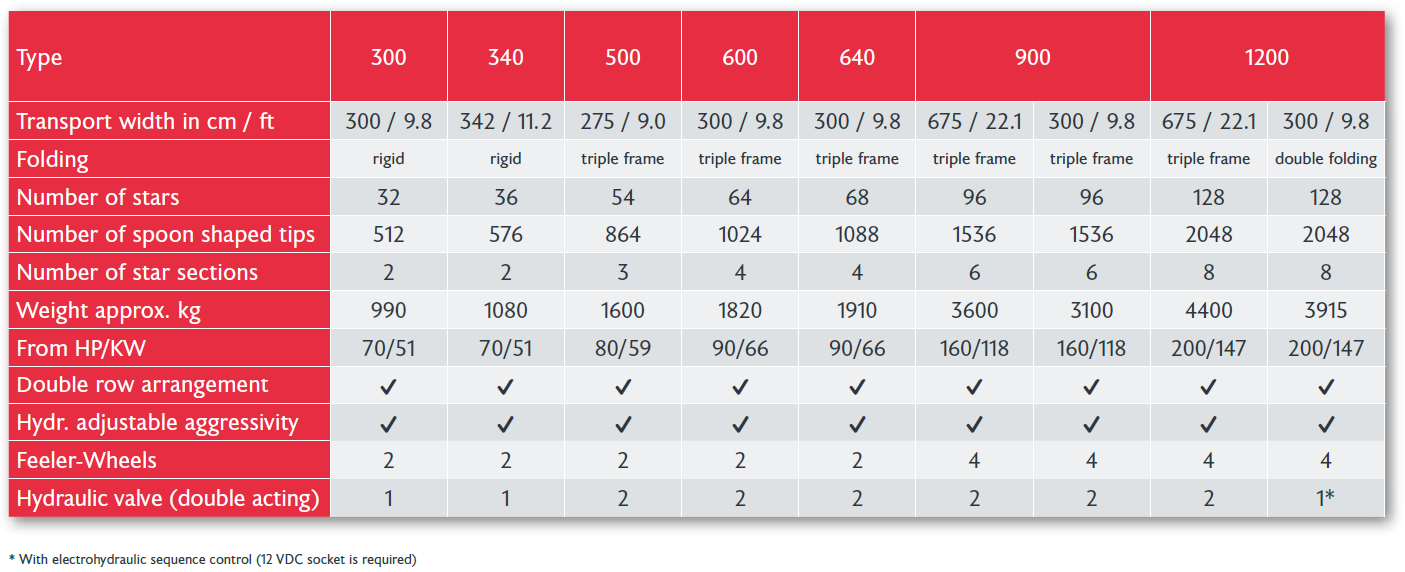 Type 300 340 500 600 640 900 1200
Transport width in cm / ft 300 / 9.8 342 / 11.2 275 / 9.0 300 / 9.8 300 / 9.8 675 / 22.1 300 / 9.8 675 / 22.1 300 / 9.8
Folding rigid rigid triple frame triple frame triple frame triple frame triple frame triple frame double folding
Number of stars 32 36 54 64 68 96 96 128 128
Number of spoon shaped tips 512 576 864 1024 1088 1536 1536 2048 2048
Number of star sections 2 2 3 4 4 6 6 8 8
Weight approx. kg 990 1080 1600 1820 1910 3600 3100 4400 3915
From HP/KW 70/51 70/51 80/59 90/66 90/66 160/118 160/118 200/147 200/147
Double row arrangement ✔ ✔ ✔ ✔ ✔ ✔ ✔ ✔ ✔
Hydr. adjustable aggressivity ✔ ✔ ✔ ✔ ✔ ✔ ✔ ✔ ✔
Feeler-Wheels 2 2 2 2 2 4 4 4 4
Hydraulic valve (double acting) 1 1 2 2 2 2 2 2 1*
* With electrohydraulic sequence control (12 VDC socket is required)